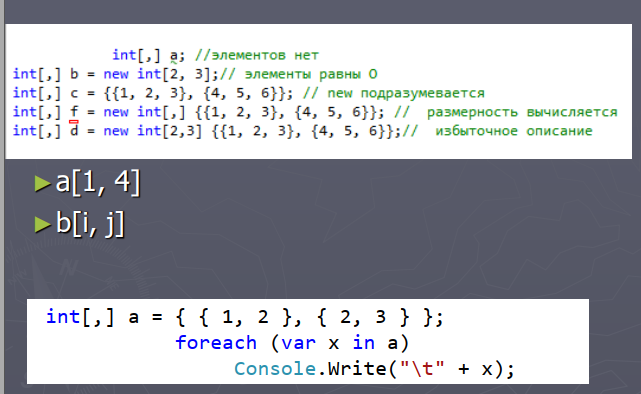 int[,] a; //элементов нет
int[,] b = new int[2, 3];// элементы равны 0
int[,] c = {{1, 2, 3}, {4, 5, 6}}; // new подразумевается
int[,] f = new int[,] {{1, 2, 3}, {4, 5, 6}}; // размерность вычисляется
int[,] d = new int[2,3] {{1, 2, 3}, {4, 5, 6}};// избыточное описание
►a[1, 4]
►b[i, j]
int[,] a = { { 1, 2 }, { 2, 3 } };
foreach (var x in a)
Console.Write("\t" + x);